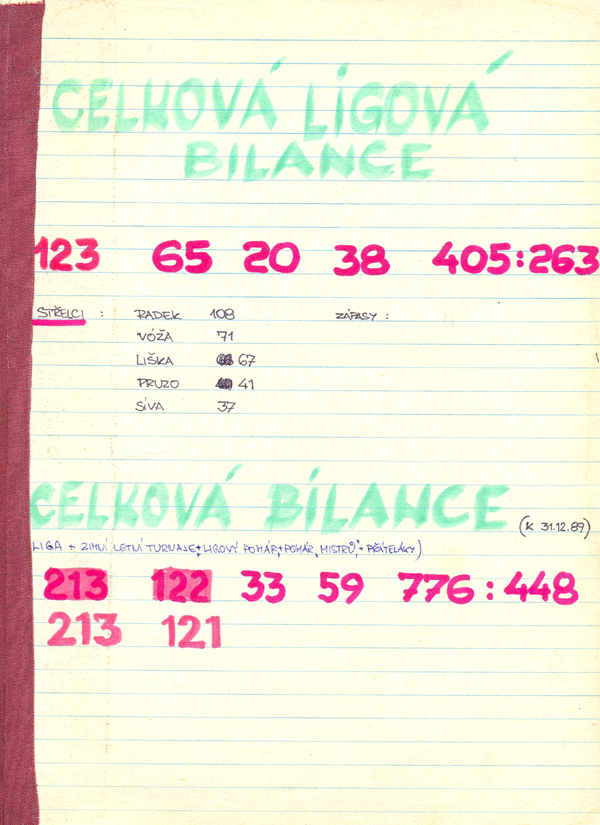 CELKOVÁ LIGOVÁ
BILANCE
123 65 20 38 405:263
STŘELCI : RADEK 108 ZÁPASY :
VÓŽA 71
LIŠKA 67
PRUZO 41
SÍVA 37
CELKOVÁ BILANCE (K 31.12.89)
LIGA + ZIMNÍ LETNÍ TURNAJE + LIGOVÝ POHÁR + POHÁR MISTRŮ + PŘÁTELÁKY)
213 122 33 59 776:448
213 121